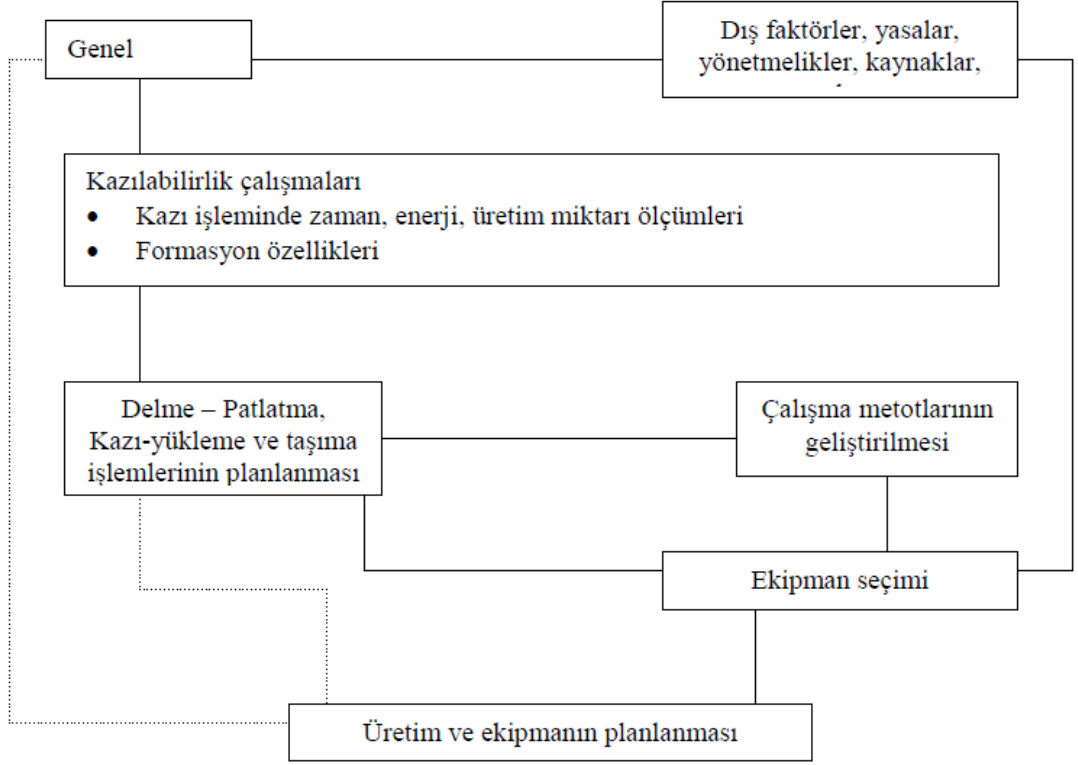 Genel
Dış faktörler, yasalar,
yönetmelikler, kaynaklar,
Kazılabilirlik çalışmaları
• Kazı işleminde zaman, enerji, üretim miktarı ölçümleri
• Formasyon özellikleri
Delme – Patlatma,
Kazı-yükleme ve taşıma
işlemlerinin planlanması
Çalışma metotlarının
geliştirilmesi
Ekipman seçimi
Üretim ve ekipmanın planlanması